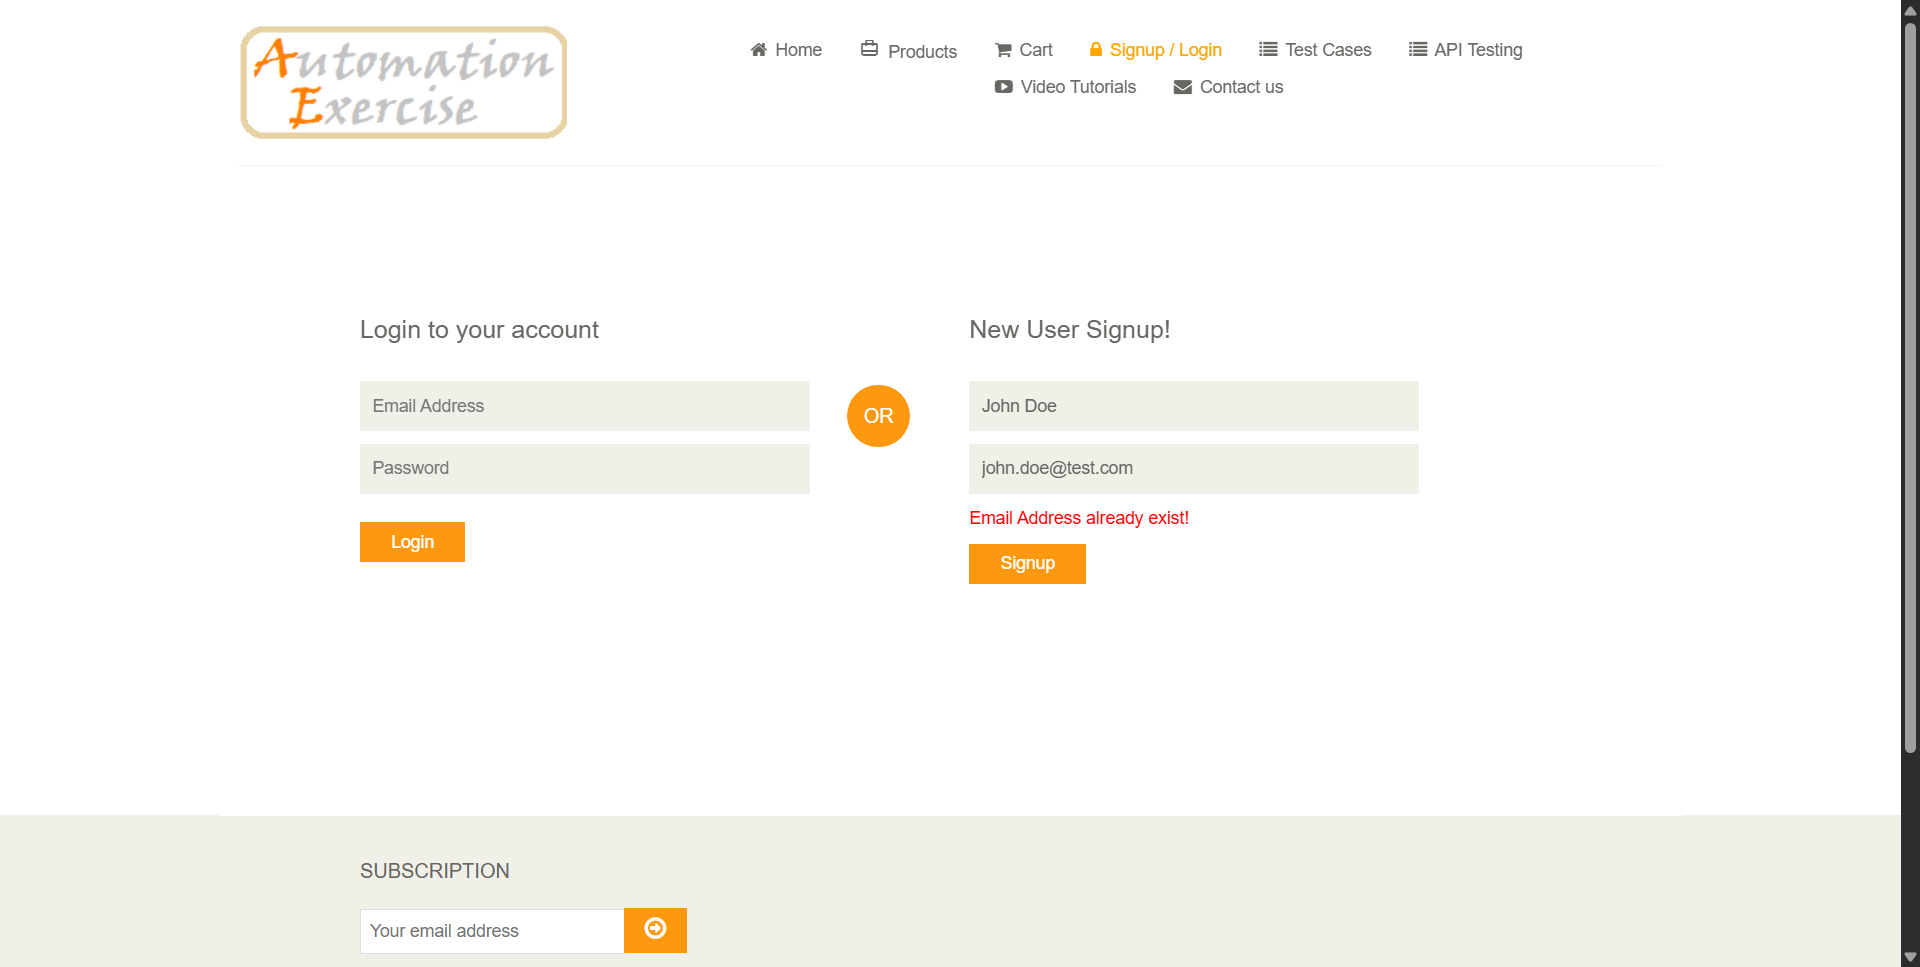 Automation
Exercise
Home
Products
Cart
Signup / Login
Test Cases
API Testing
Video Tutorials
Contact us
Login to your account
Email Address
Password
Login
OR
New User Signup!
John Doe
john.doe@test.com
Email Address already exist!
Signup
SUBSCRIPTION
Your email address